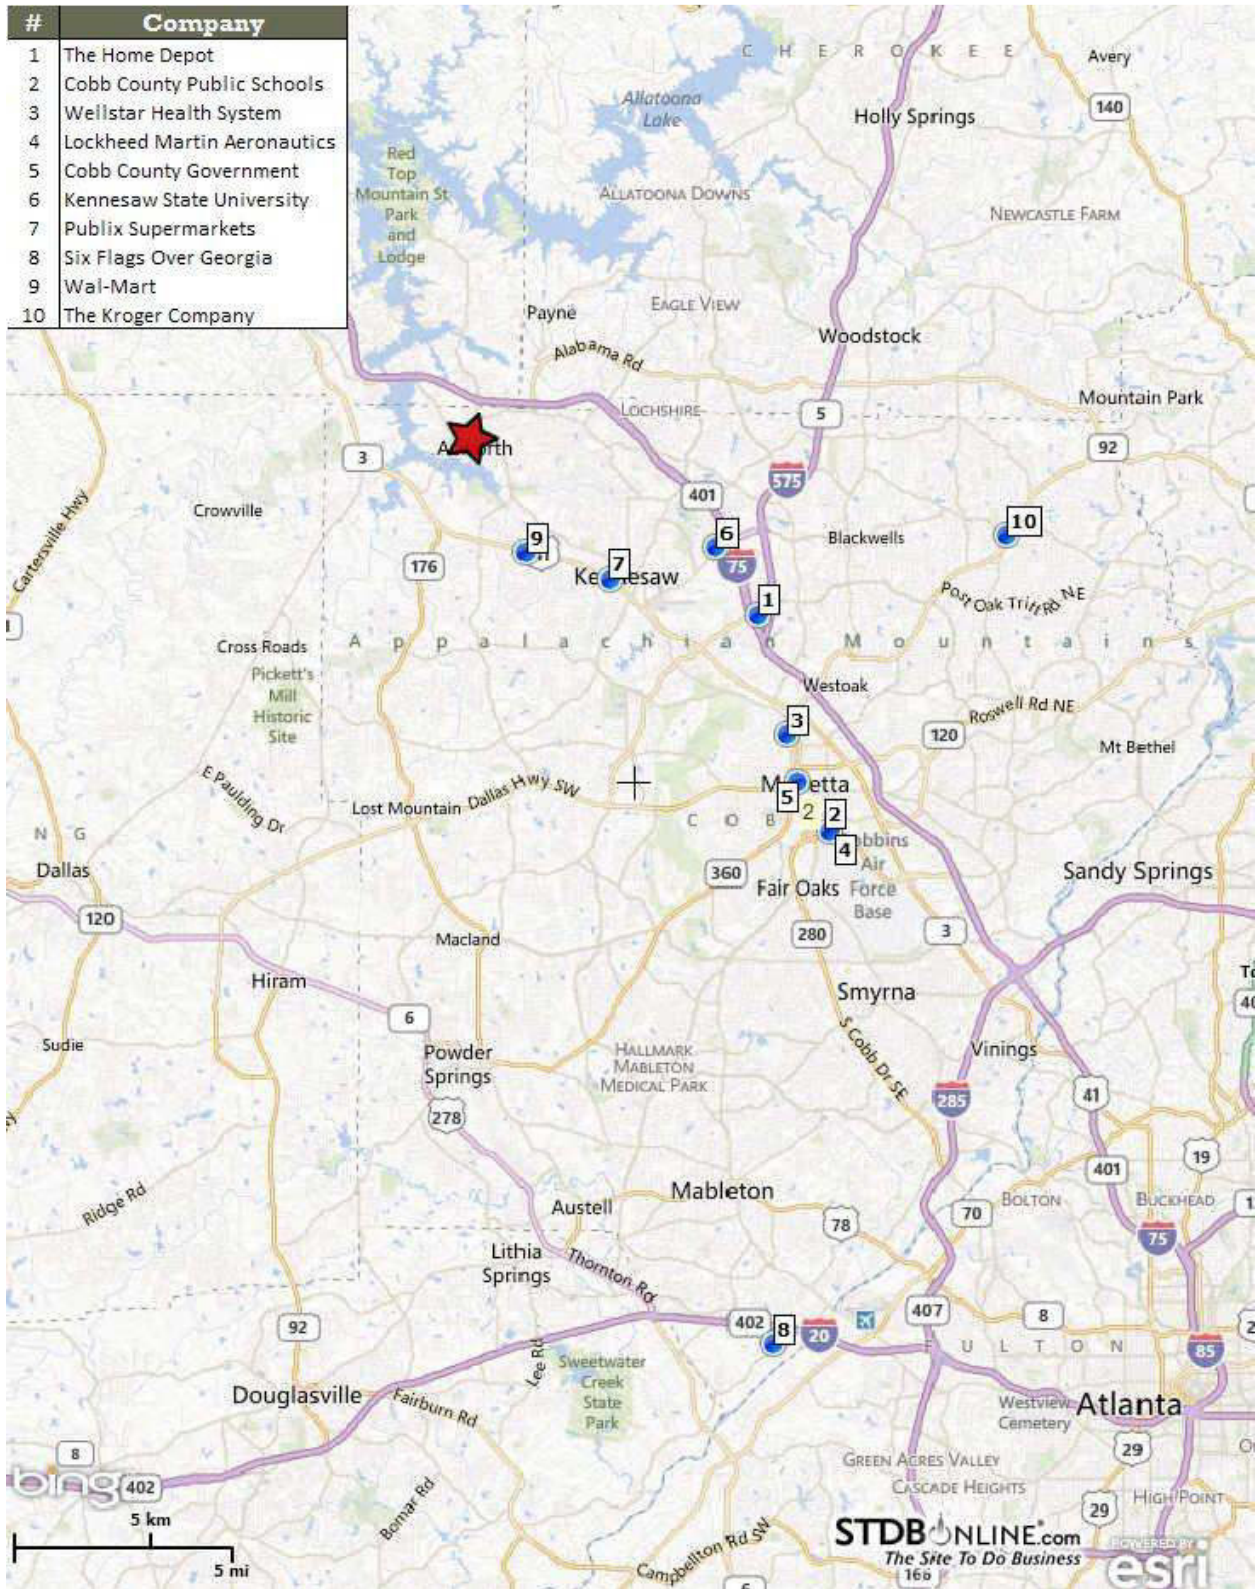 # Company
1 The Home Depot
2 Cobb County Public Schools
3 Wellstar Health System
4 Lockheed Martin Aeronautics
5 Cobb County Government
6 Kennesaw State University
7 Publix Supermarkets
8 Six Flags Over Georgia
9 Wal-Mart
10 The Kroger Company
C H E R O K E E
Avery
140
Allatoona
Lake
Holly Springs
Red
Top
Mountain St
Park
and
Lodge
ALLATOONA DOWNS
NEWCASTLE FARM
EAGLE VIEW
Payne
Woodstock
Alabama Rd
Mountain Park
LOCHSHIRE
5
92
3
575
401
Crowville
Cartersville Hwy
10
6
Blackwells
9
7
176
75
Post Oak Tritt Rd NE
1
A p p a l a c h i a n M o u n t a i n s
Cross Roads
Pickett's
Mill
Historic
Site
Westoak
Roswell Rd NE
3
120
Mt Bethel
E Paulding Dr
Dallas Hwy SW
Lost Mountain
5
2
2
C O B
4
N G
Air
Force
Base
Dallas
360
Fair Oaks
Sandy Springs
120
280
3
Macland
Hiram
Smyrna
6
Sudie
Powder
Springs
HALLMARK
MABLETON
MEDICAL PARK
S Cobb Dr SE
Vinings
278
285
41
19
401
Ridge Rd
Austell
Mableton
BOLTON
BUCKHEAD
70
78
75
Lithia
Springs
Thornton Rd
92
402
8
20
407
8
F U L T O N
85
Lee Rd
Sweetwater
Creek
State
Park
Douglasville
Fairburn Rd
Westview
Cemetery
Atlanta
29
8
GREEN ACRES VALLEY
CASCADE HEIGHTS
bing
402
Bomar Rd
29
HIGH POINT
5 km
5 mi
Campbellton Rd SW
STDBONLINE.com
The Site To Do Business
166
POWERED BY
esri
6